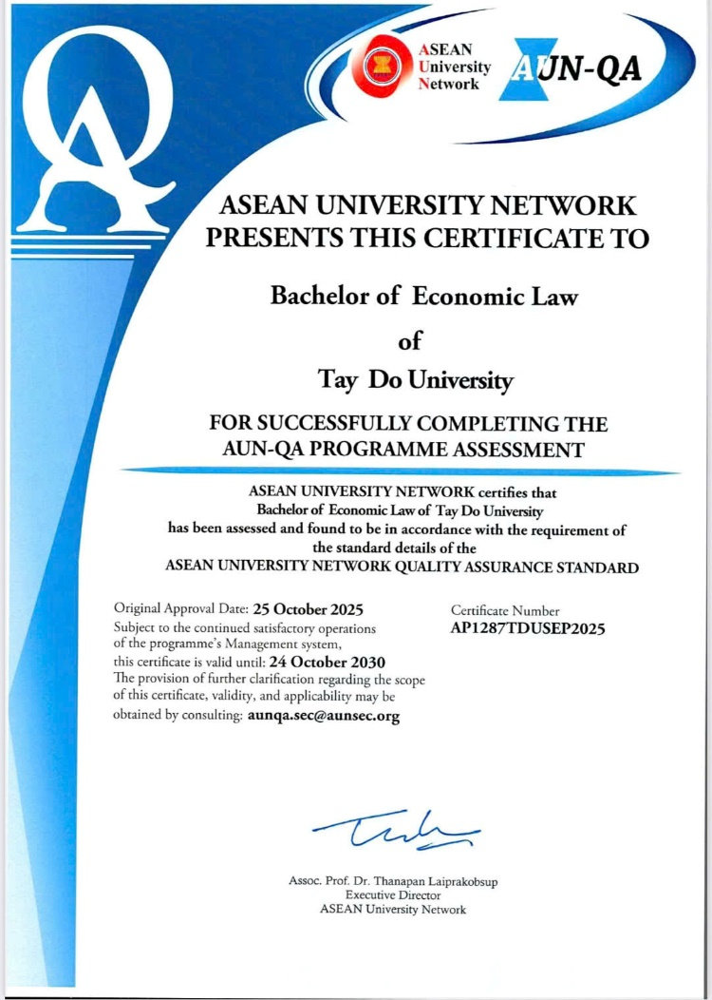 ASEAN
University
Network
AUN-QA
QA
ASEAN UNIVERSITY NETWORK
PRESENTS THIS CERTIFICATE TO
Bachelor of Economic Law
of
Tay Do University
FOR SUCCESSFULLY COMPLETING THE
AUN-QA PROGRAMME ASSESSMENT
ASEAN UNIVERSITY NETWORK certifies that
Bachelor of Economic Law of Tay Do University
has been assessed and found to be in accordance with the requirement of
the standard details of the
ASEAN UNIVERSITY NETWORK QUALITY ASSURANCE STANDARD
Original Approval Date: 25 October 2025
Subject to the continued satisfactory operations
of the programme's Management system,
this certificate is valid until: 24 October 2030
The provision of further clarification regarding the scope
of this certificate, validity, and applicability may be
obtained by consulting: aunqa.sec@aunsec.org
Certificate Number
AP1287TDUSEP2025
Assoc. Prof. Dr. Thanapan Laiprakobsup
Executive Director
ASEAN University Network